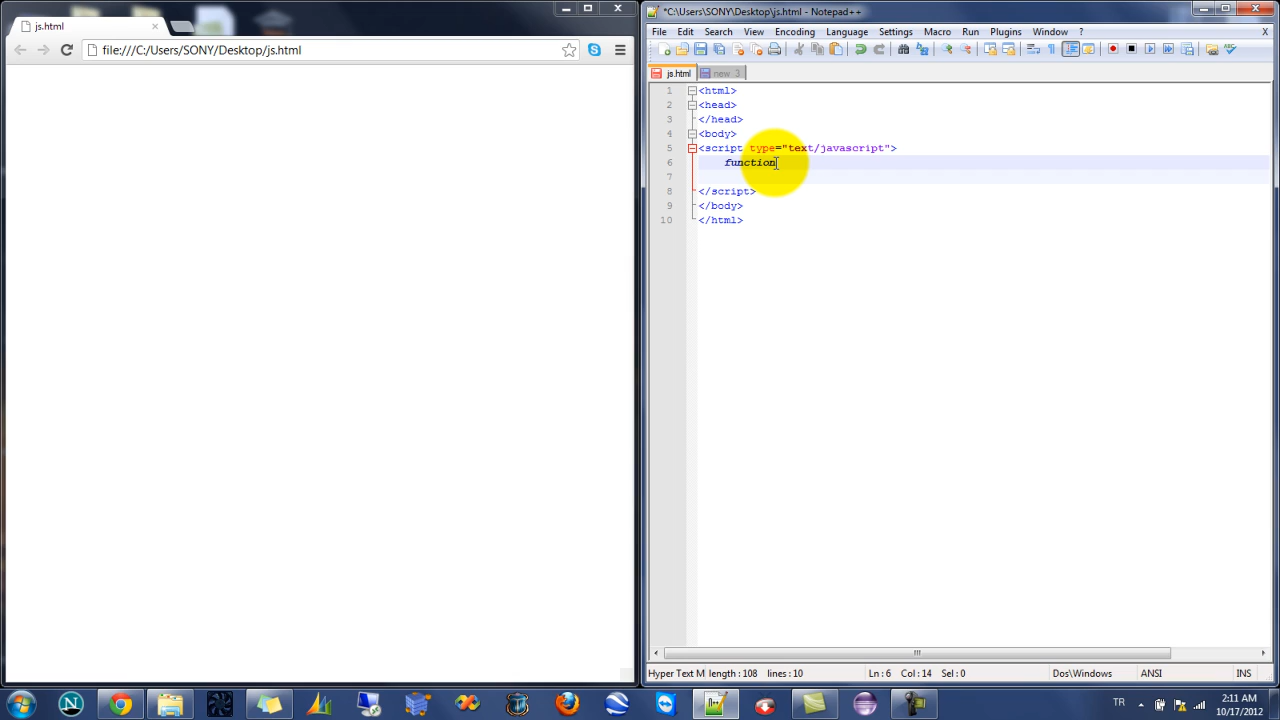 js.html
file:///C:/Users/SONY/Desktop/js.html
*C:\Users\SONY\Desktop\js.html - Notepad++
File Edit Search View Encoding Language Settings Macro Run Plugins Window ? X
js.html new 3
1 <html>
2 <head>
3 </head>
4 <body>
5 <script type="text/javascript">
6 function
7
8 </script>
9 </body>
10 </html>
Hyper Text M length : 108 lines : 10 Ln : 6 Col : 14 Sel : 0 Dos\Windows ANSI INS
TR 2:11 AM
10/17/2012